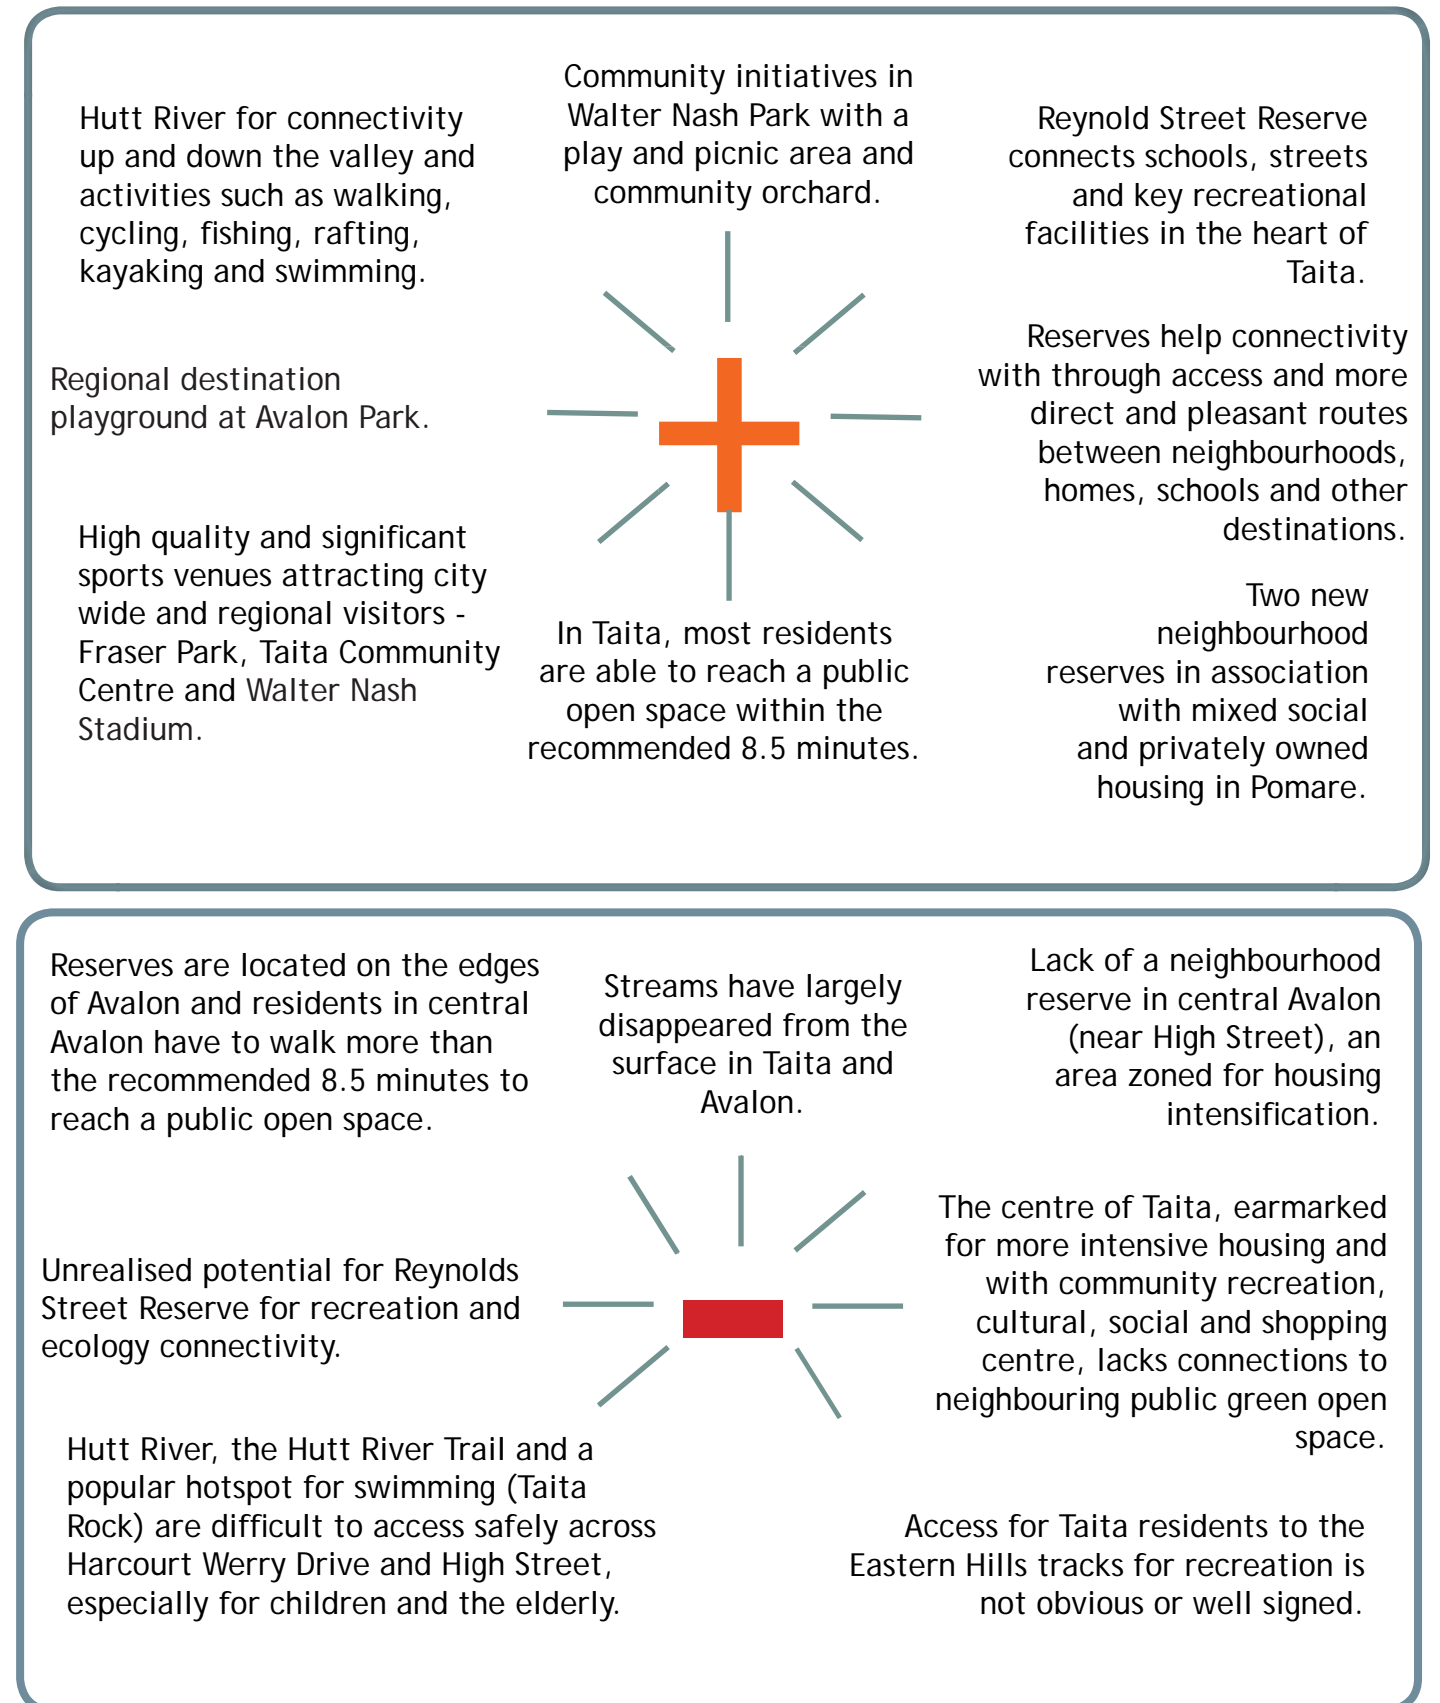 Hutt River for connectivity
up and down the valley and
activities such as walking,
cycling, fishing, rafting,
kayaking and swimming.
Community initiatives in
Walter Nash Park with a
play and picnic area and
community orchard.
Reynold Street Reserve
connects schools, streets
and key recreational
facilities in the heart of
Taita.
Regional destination
playground at Avalon Park.
Reserves help connectivity
with through access and more
direct and pleasant routes
between neighbourhoods,
homes, schools and other
destinations.
High quality and significant
sports venues attracting city
wide and regional visitors -
Fraser Park, Taita Community
Centre and Walter Nash
Stadium.
In Taita, most residents
are able to reach a public
open space within the
recommended 8.5 minutes.
Two new
neighbourhood
reserves in association
with mixed social
and privately owned
housing in Pomare.
Reserves are located on the edges
of Avalon and residents in central
Avalon have to walk more than
the recommended 8.5 minutes to
reach a public open space.
Streams have largely
disappeared from the
surface in Taita and
Avalon.
Lack of a neighbourhood
reserve in central Avalon
(near High Street), an
area zoned for housing
intensification.
Unrealised potential for Reynolds
Street Reserve for recreation and
ecology connectivity.
The centre of Taita, earmarked
for more intensive housing and
with community recreation,
cultural, social and shopping
centre, lacks connections to
neighbouring public green open
space.
Hutt River, the Hutt River Trail and a
popular hotspot for swimming (Taita
Rock) are difficult to access safely across
Harcourt Werry Drive and High Street,
especially for children and the elderly.
Access for Taita residents to the
Eastern Hills tracks for recreation is
not obvious or well signed.